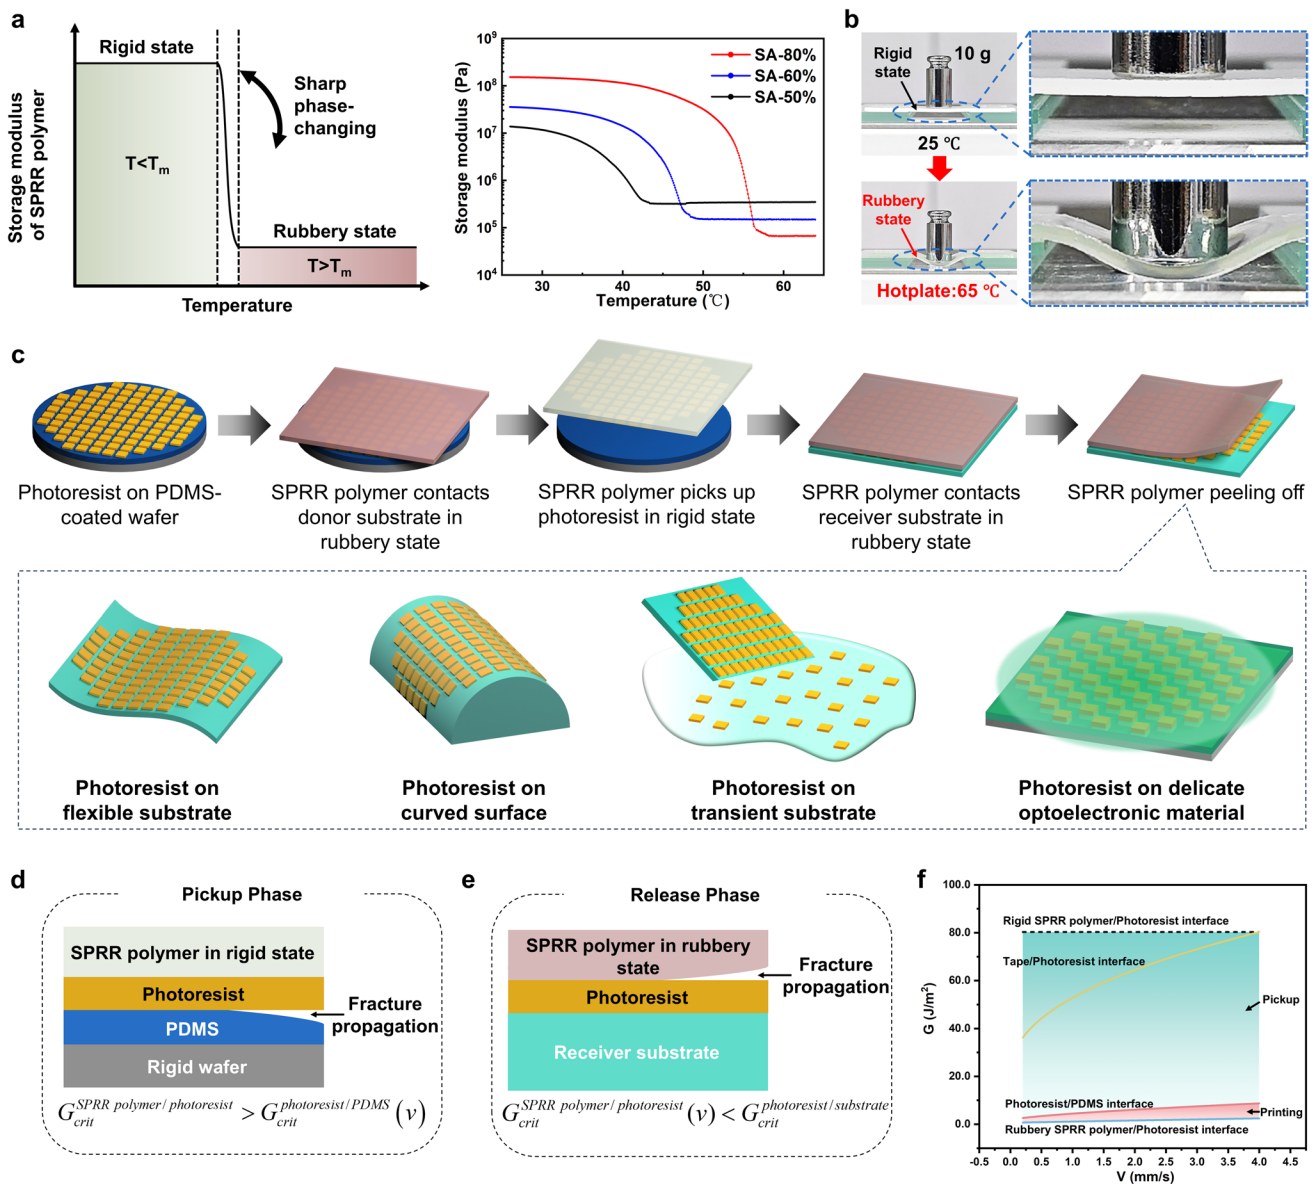 a
Storage modulus
of SPRR polymer
Rigid state
Sharp
phase-
changing
T<Tm
Rubbery state
T>Tm
Temperature
Storage modulus (Pa)
10⁹
10⁸
10⁷
10⁶
10⁵
10⁴
SA-80%
SA-60%
SA-50%
30 40 50 60
Temperature (℃)
b
Rigid
state
10 g
25 ℃
Rubbery
state
Hotplate:65 ℃
c
Photoresist on PDMS-
coated wafer
SPRR polymer contacts
donor substrate in
rubbery state
SPRR polymer picks up
photoresist in rigid state
SPRR polymer contacts
receiver substrate in
rubbery state
SPRR polymer peeling off
Photoresist on
flexible substrate
Photoresist on
curved surface
Photoresist on
transient substrate
Photoresist on delicate
optoelectronic material
d
Pickup Phase
SPRR polymer in rigid state
Photoresist
PDMS
Rigid wafer
Fracture
propagation
G_crit^SPRR polymer/photoresist > G_crit^photoresist/PDMS (v)
e
Release Phase
SPRR polymer in rubbery
state
Photoresist
Receiver substrate
Fracture
propagation
G_crit^SPRR polymer/photoresist (v) < G_crit^photoresist/substrate
f
G (J/m²)
100.0
80.0
60.0
40.0
20.0
0.0
Rigid SPRR polymer/Photoresist interface
Tape/Photoresist interface
Pickup
Photoresist/PDMS interface
Printing
Rubbery SPRR polymer/Photoresist interface
-0.5 0.0 0.5 1.0 1.5 2.0 2.5 3.0 3.5 4.0 4.5
V (mm/s)